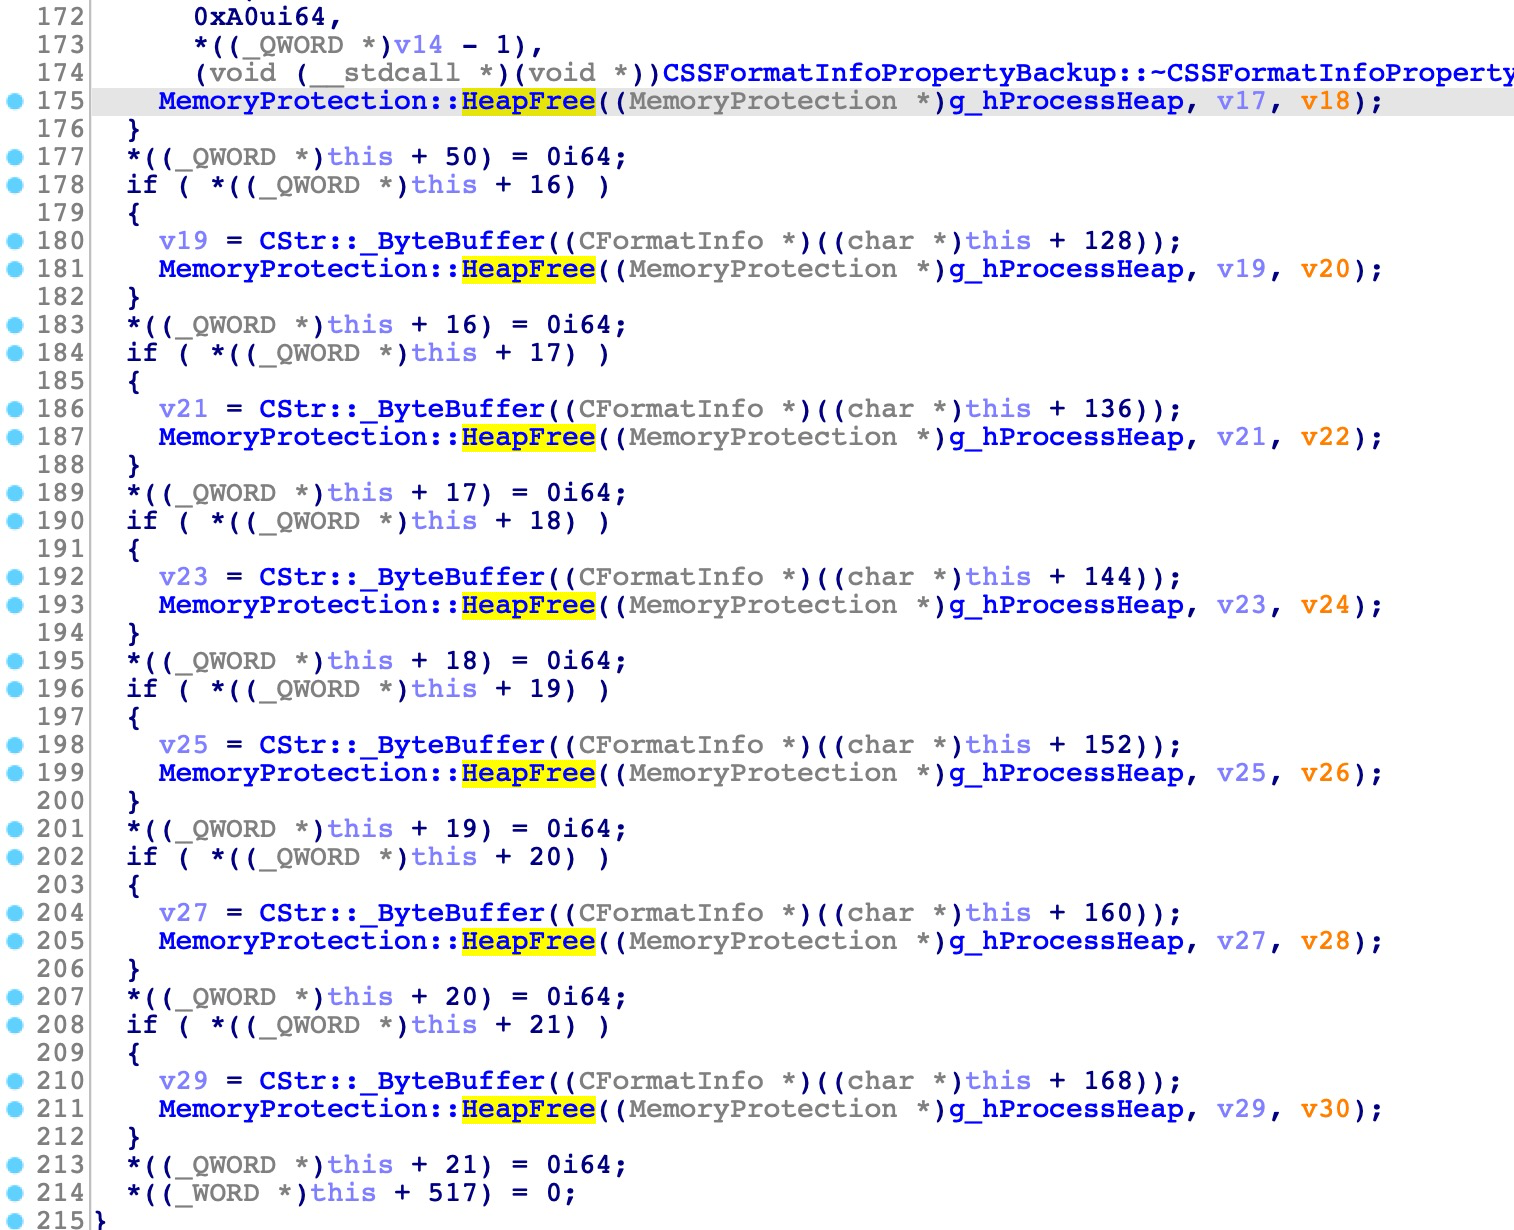 172 0xA0ui64,
173 *((_QWORD *)v14 - 1),
174 (void (__stdcall *)(void *))CSSFormatInfoPropertyBackup::~CSSFormatInfoProperty
175 MemoryProtection::HeapFree((MemoryProtection *)g_hProcessHeap, v17, v18);
176 }
177 *((_QWORD *)this + 50) = 0i64;
178 if ( *((_QWORD *)this + 16) )
179 {
180 v19 = CStr::_ByteBuffer((CFormatInfo *)((char *)this + 128));
181 MemoryProtection::HeapFree((MemoryProtection *)g_hProcessHeap, v19, v20);
182 }
183 *((_QWORD *)this + 16) = 0i64;
184 if ( *((_QWORD *)this + 17) )
185 {
186 v21 = CStr::_ByteBuffer((CFormatInfo *)((char *)this + 136));
187 MemoryProtection::HeapFree((MemoryProtection *)g_hProcessHeap, v21, v22);
188 }
189 *((_QWORD *)this + 17) = 0i64;
190 if ( *((_QWORD *)this + 18) )
191 {
192 v23 = CStr::_ByteBuffer((CFormatInfo *)((char *)this + 144));
193 MemoryProtection::HeapFree((MemoryProtection *)g_hProcessHeap, v23, v24);
194 }
195 *((_QWORD *)this + 18) = 0i64;
196 if ( *((_QWORD *)this + 19) )
197 {
198 v25 = CStr::_ByteBuffer((CFormatInfo *)((char *)this + 152));
199 MemoryProtection::HeapFree((MemoryProtection *)g_hProcessHeap, v25, v26);
200 }
201 *((_QWORD *)this + 19) = 0i64;
202 if ( *((_QWORD *)this + 20) )
203 {
204 v27 = CStr::_ByteBuffer((CFormatInfo *)((char *)this + 160));
205 MemoryProtection::HeapFree((MemoryProtection *)g_hProcessHeap, v27, v28);
206 }
207 *((_QWORD *)this + 20) = 0i64;
208 if ( *((_QWORD *)this + 21) )
209 {
210 v29 = CStr::_ByteBuffer((CFormatInfo *)((char *)this + 168));
211 MemoryProtection::HeapFree((MemoryProtection *)g_hProcessHeap, v29, v30);
212 }
213 *((_QWORD *)this + 21) = 0i64;
214 *((_WORD *)this + 517) = 0;
215 }